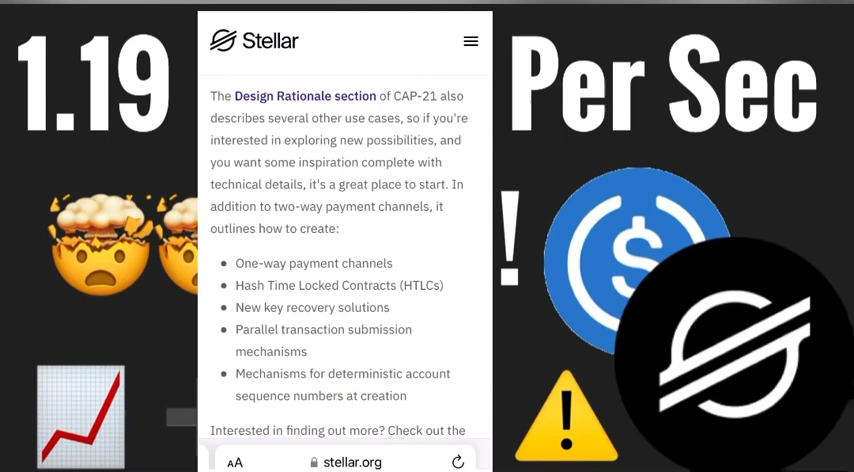 1.19
Per Sec
!
Stellar
The Design Rationale section of CAP-21 also
describes several other use cases, so if you're
interested in exploring new possibilities, and
you want some inspiration complete with
technical details, it's a great place to start. In
addition to two-way payment channels, it
outlines how to create:
• One-way payment channels
• Hash Time Locked Contracts (HTLCs)
• New key recovery solutions
• Parallel transaction submission
mechanisms
• Mechanisms for deterministic account
sequence numbers at creation
Interested in finding out more? Check out the
AA
stellar.org
$